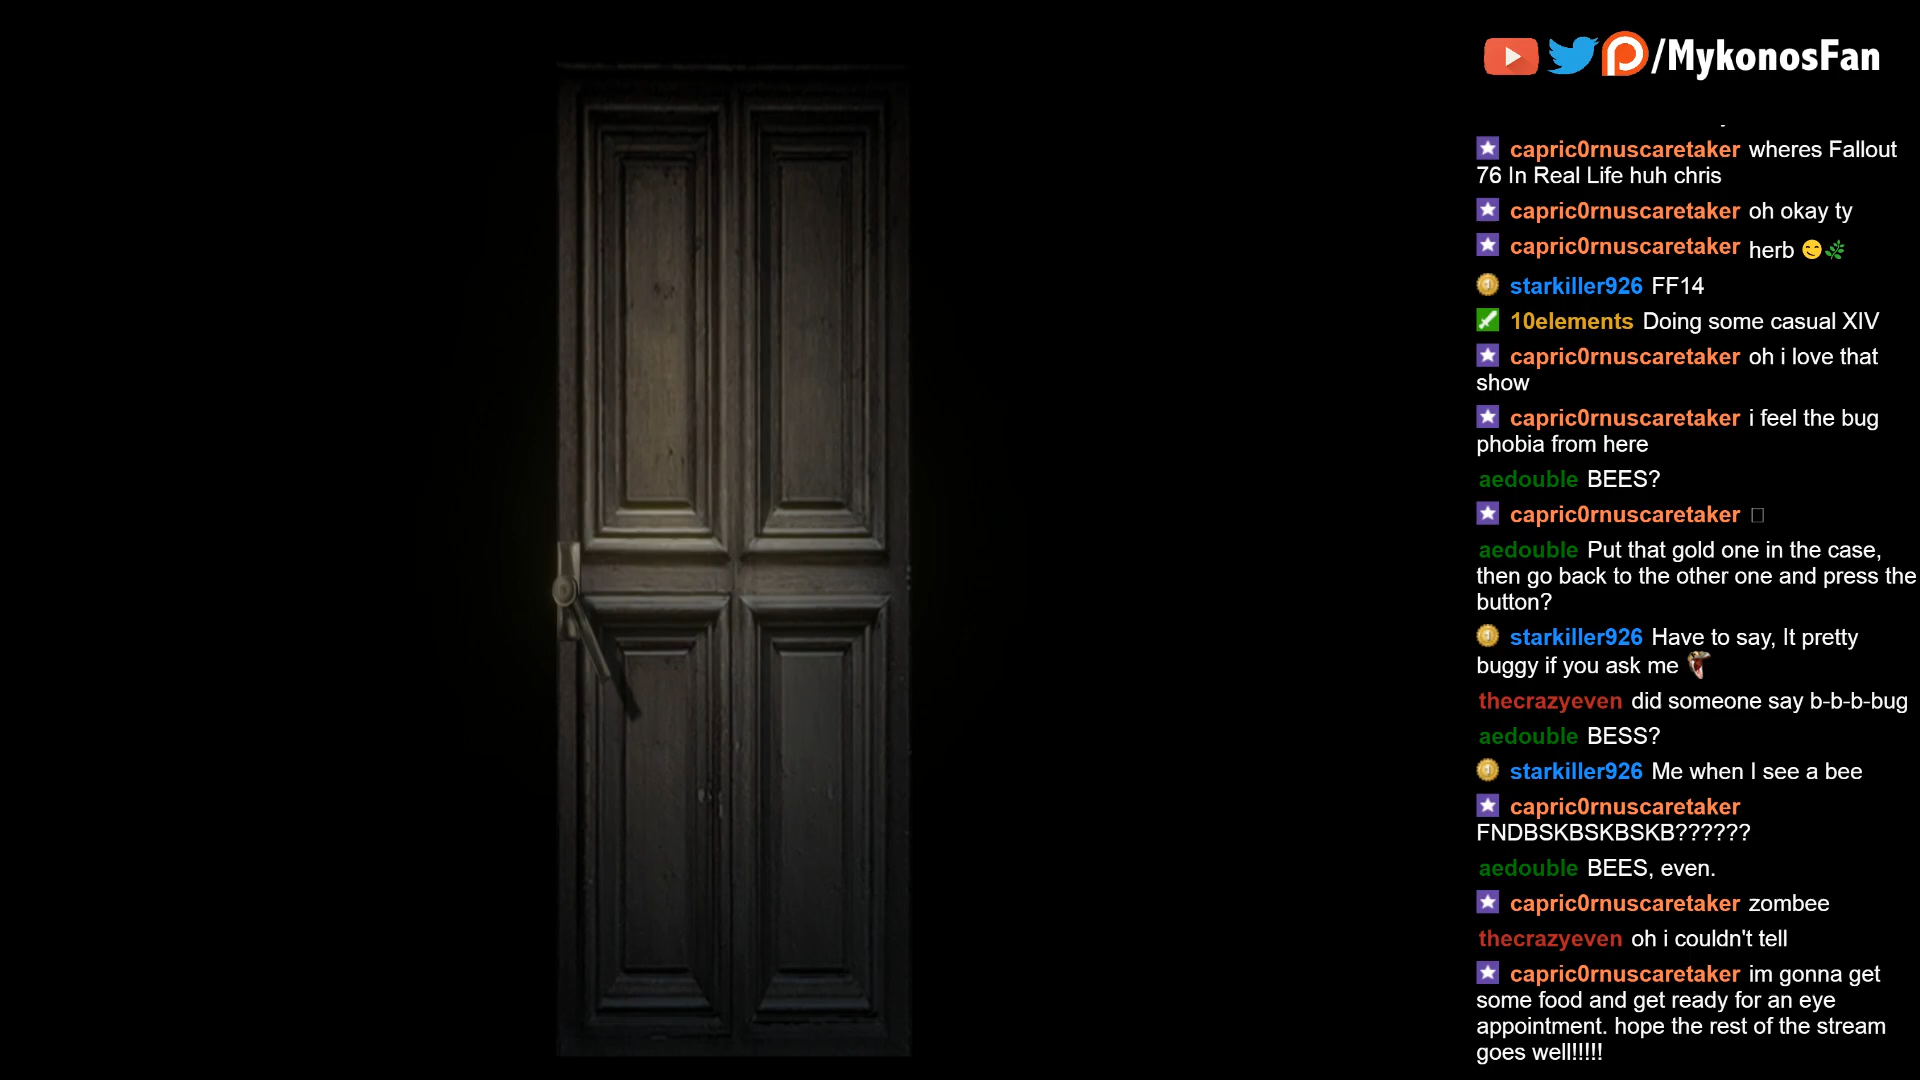 /MykonosFan
capric0rnuscaretaker wheres Fallout
76 In Real Life huh chris
capric0rnuscaretaker oh okay ty
capric0rnuscaretaker herb 😊🌿
starkiller926 FF14
10elements Doing some casual XIV
capric0rnuscaretaker oh i love that
show
capric0rnuscaretaker i feel the bug
phobia from here
aedouble BEES?
capric0rnuscaretaker
aedouble Put that gold one in the case,
then go back to the other one and press the
button?
starkiller926 Have to say, It pretty
buggy if you ask me
thecrazyeven did someone say b-b-b-bug
aedouble BESS?
starkiller926 Me when I see a bee
capric0rnuscaretaker
FNDBSKBSKBSKB??????
aedouble BEES, even.
capric0rnuscaretaker zombee
thecrazyeven oh i couldn't tell
capric0rnuscaretaker im gonna get
some food and get ready for an eye
appointment. hope the rest of the stream
goes well!!!!!